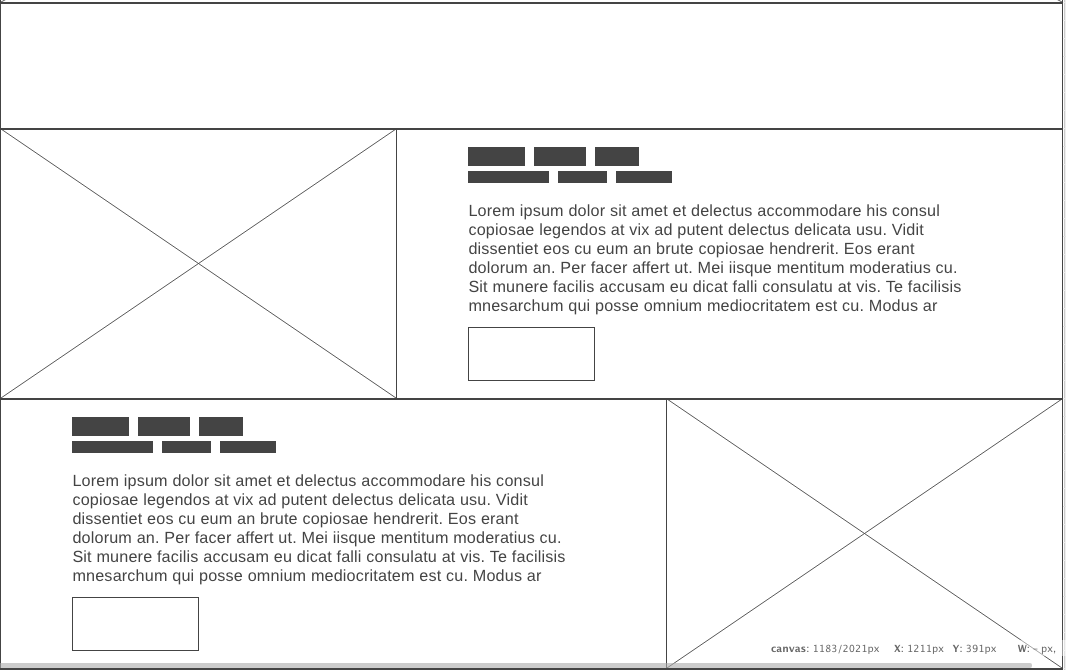 Lorem ipsum dolor sit amet et delectus accommodare his consul
copiosae legendos at vix ad putent delectus delicata usu. Vidit
dissentiet eos cu eum an brute copiosae hendrerit. Eos erant
dolorum an. Per facer affert ut. Mei iisque mentitum moderatius cu.
Sit munere facilis accusam eu dicat falli consulatu at vis. Te facilisis
mnesarchum qui posse omnium mediocritatem est cu. Modus ar
Lorem ipsum dolor sit amet et delectus accommodare his consul
copiosae legendos at vix ad putent delectus delicata usu. Vidit
dissentiet eos cu eum an brute copiosae hendrerit. Eos erant
dolorum an. Per facer affert ut. Mei iisque mentitum moderatius cu.
Sit munere facilis accusam eu dicat falli consulatu at vis. Te facilisis
mnesarchum qui posse omnium mediocritatem est cu. Modus ar
canvas: 1183/2021px X: 1211px Y: 391px W: - px,